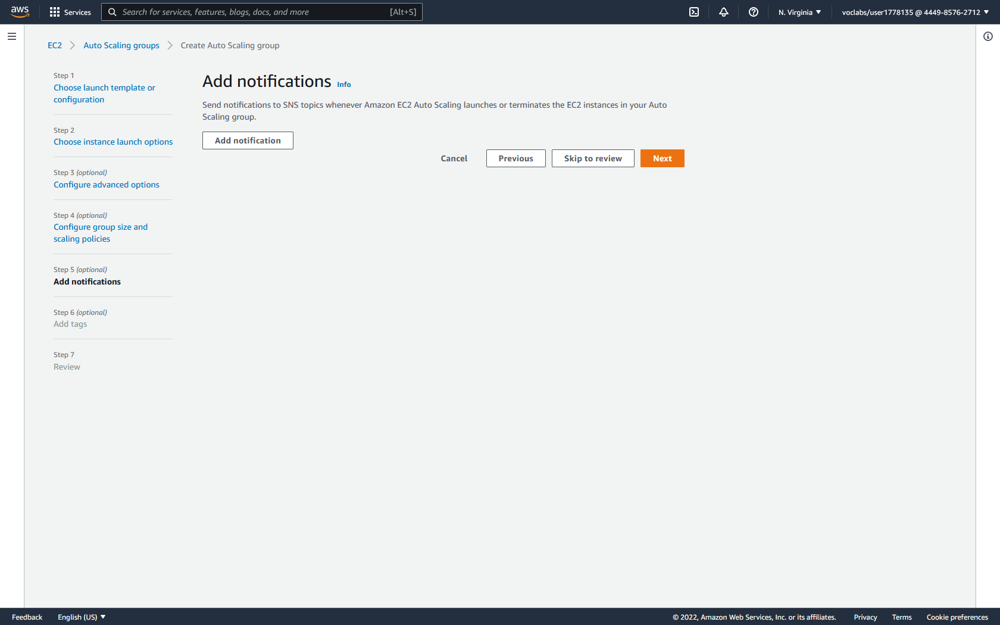 aws
Services
Search for services, features, blogs, docs, and more
[Alt+S]
N. Virginia
voclabs/user1778135 @ 4449-8576-2712
EC2
Auto Scaling groups
Create Auto Scaling group
Step 1
Choose launch template or
configuration
Step 2
Choose instance launch options
Step 3 (optional)
Configure advanced options
Step 4 (optional)
Configure group size and
scaling policies
Step 5 (optional)
Add notifications
Step 6 (optional)
Add tags
Step 7
Review
Add notifications Info
Send notifications to SNS topics whenever Amazon EC2 Auto Scaling launches or terminates the EC2 instances in your Auto
Scaling group.
Add notification
Cancel
Previous
Skip to review
Next
Feedback
English (US)
© 2022, Amazon Web Services, Inc. or its affiliates.
Privacy
Terms
Cookie preferences